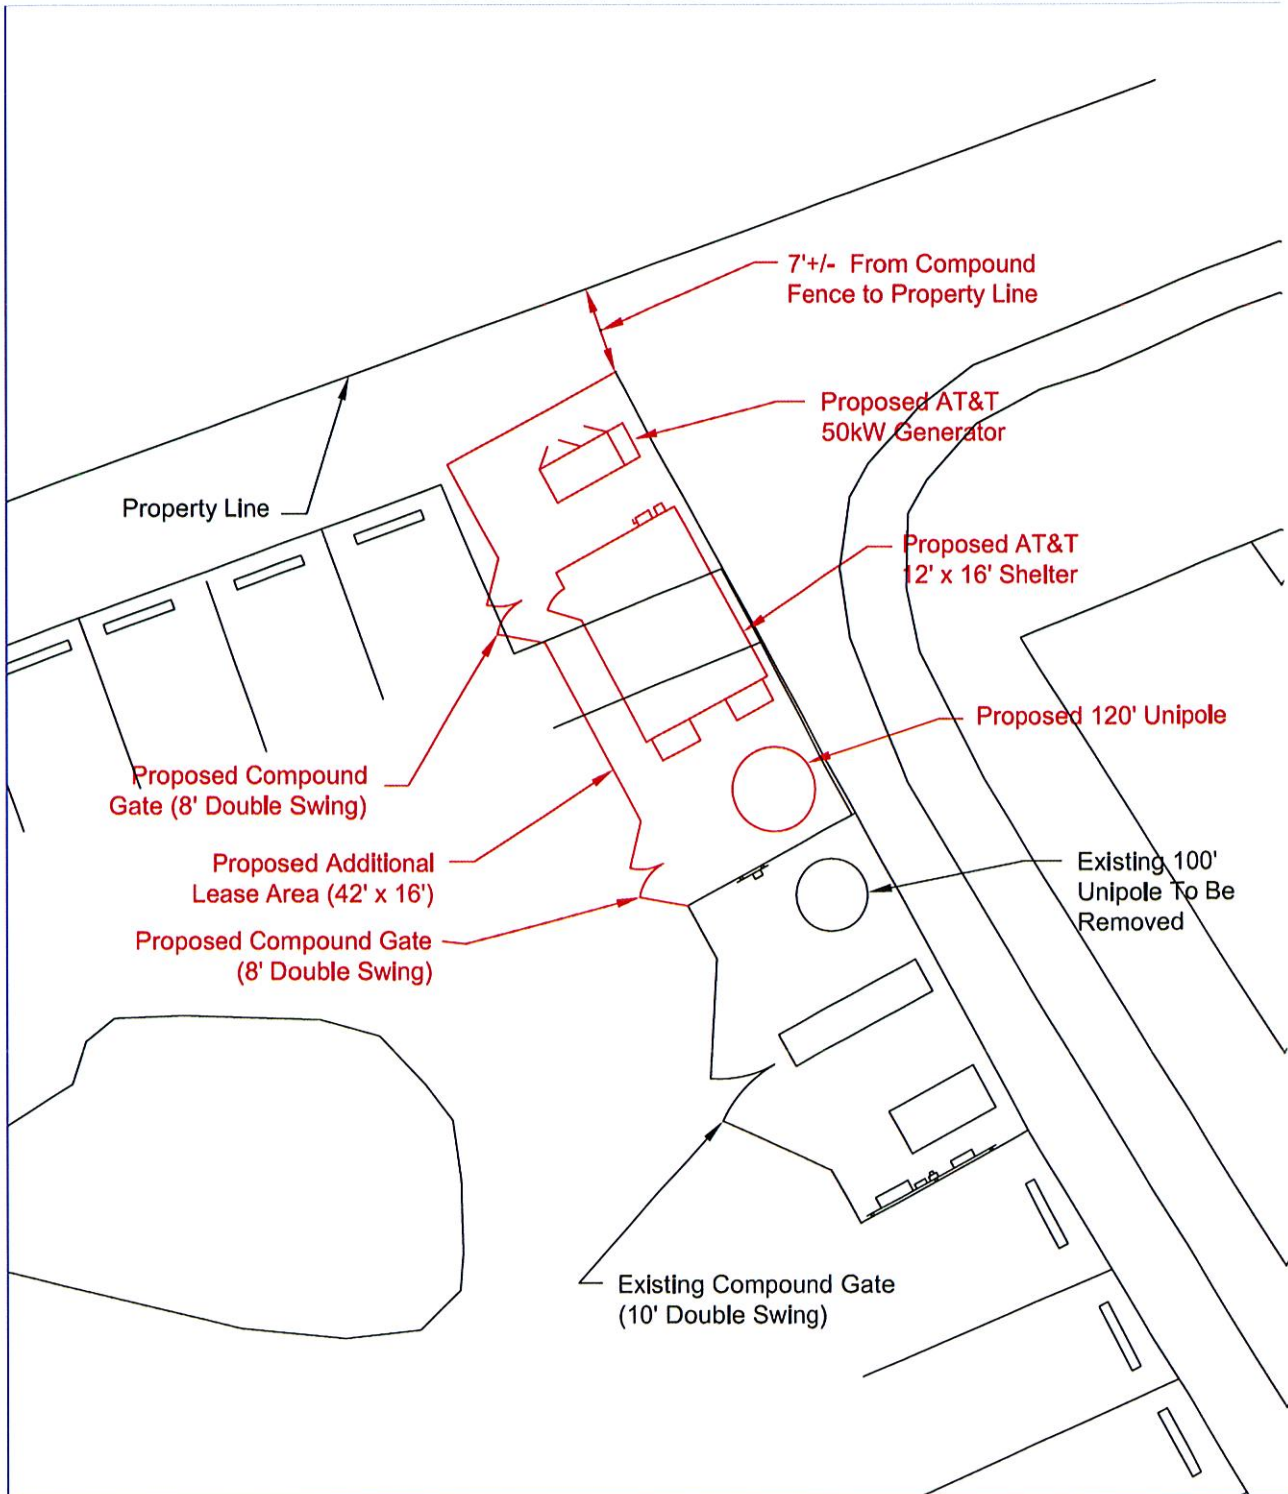 7'+/- From Compound
Fence to Property Line
Proposed AT&T
50kW Generator
Property Line
Proposed AT&T
12' x 16' Shelter
Proposed 120' Unipole
Proposed Compound
Gate (8' Double Swing)
Proposed Additional
Lease Area (42' x 16')
Existing 100'
Unipole To Be
Removed
Proposed Compound Gate
(8' Double Swing)
Existing Compound Gate
(10' Double Swing)